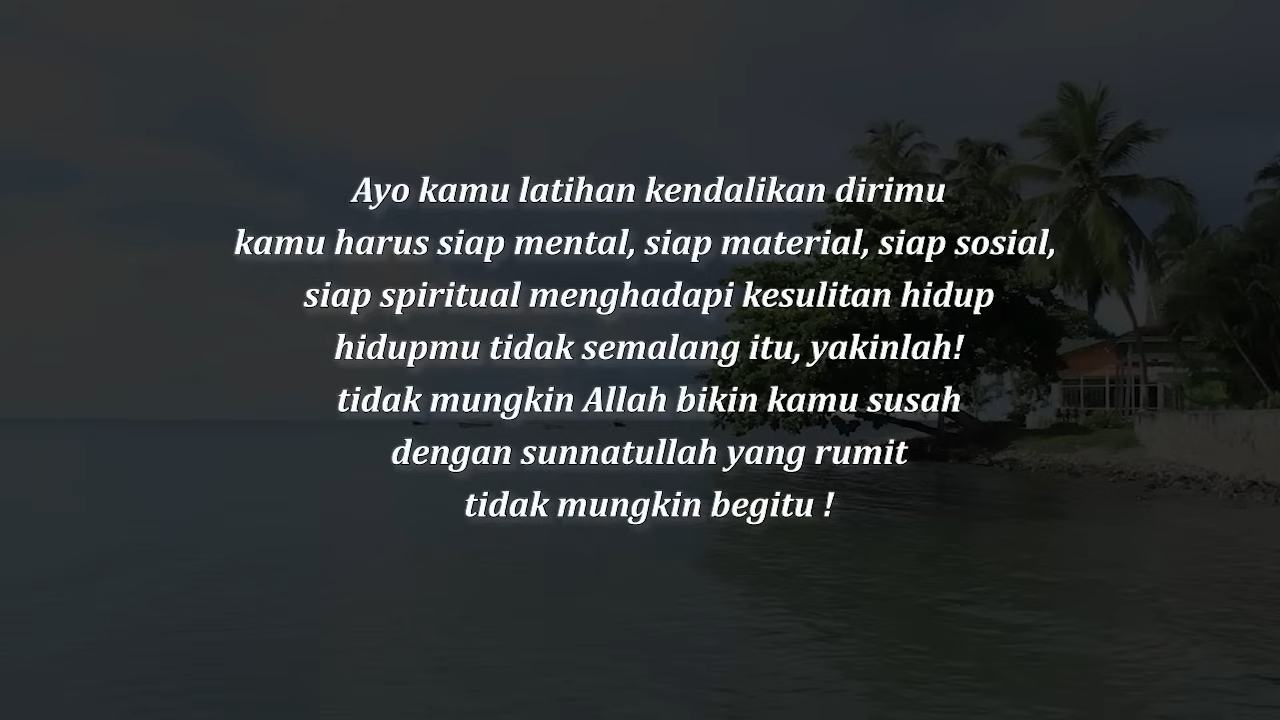 Ayo kamu latihan kendalikan dirimu
kamu harus siap mental, siap material, siap sosial,
siap spiritual menghadapi kesulitan hidup
hidupmu tidak semalang itu, yakinlah!
tidak mungkin Allah bikin kamu susah
dengan sunnatullah yang rumit
tidak mungkin begitu !